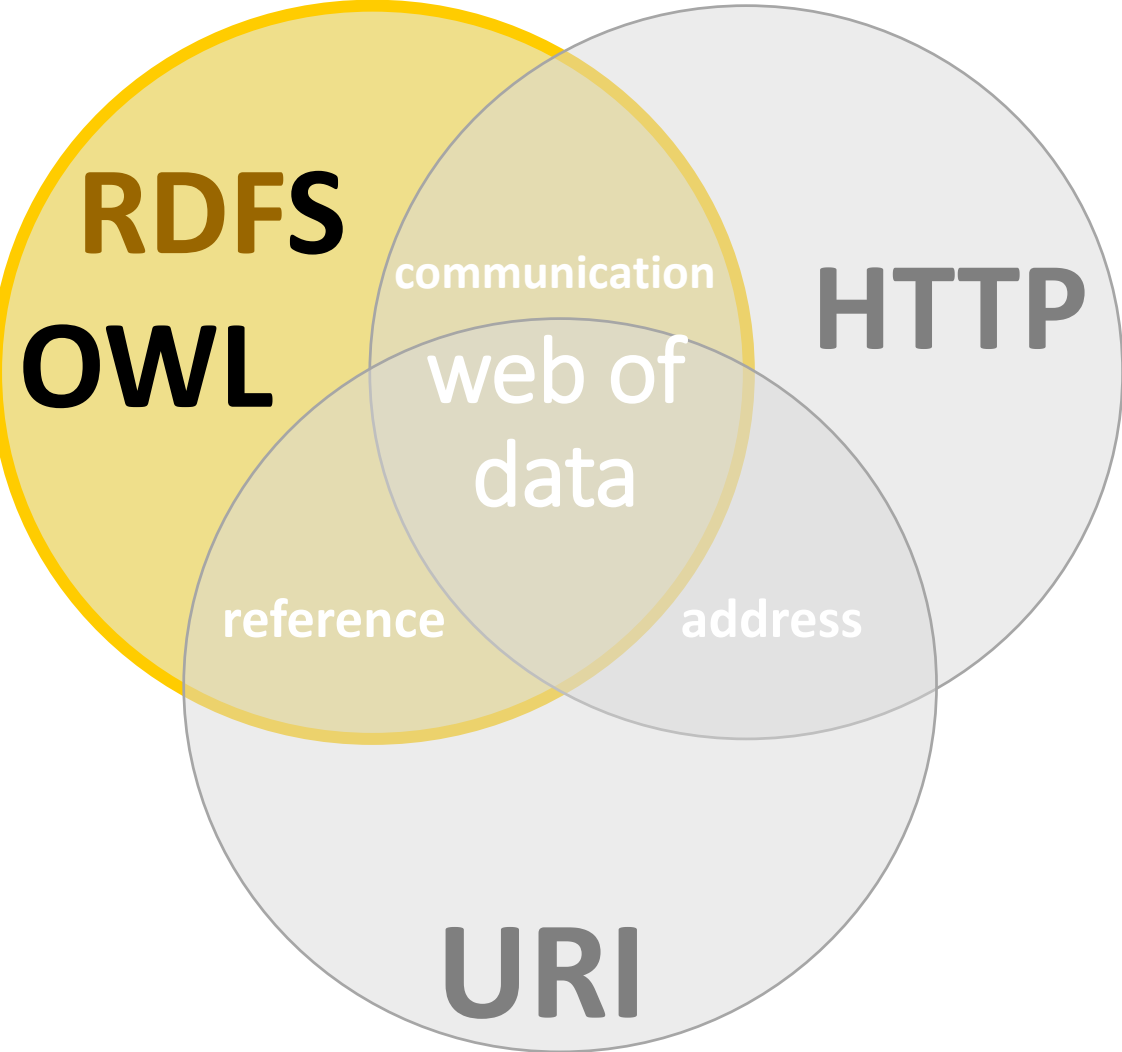 RDFS
OWL
communication
HTTP
web of
data
reference
address
URI